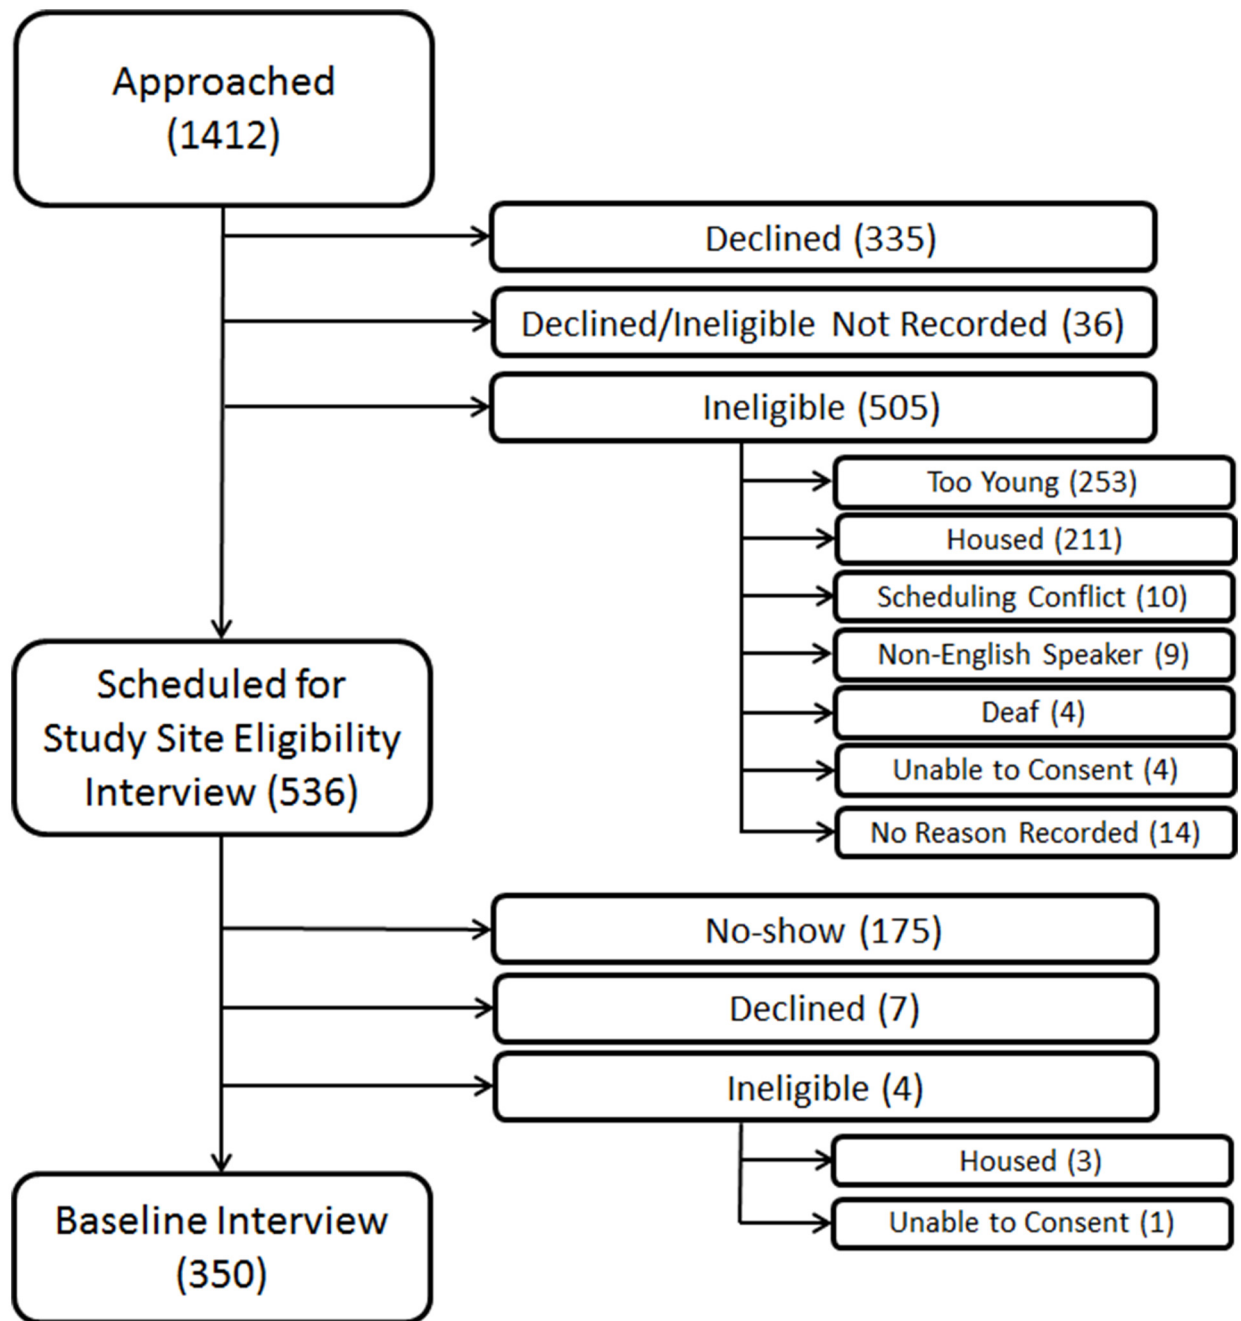 Approached
(1412)
Declined (335)
Declined/Ineligible Not Recorded (36)
Ineligible (505)
Too Young (253)
Housed (211)
Scheduling Conflict (10)
Non-English Speaker (9)
Deaf (4)
Unable to Consent (4)
No Reason Recorded (14)
Scheduled for
Study Site Eligibility
Interview (536)
No-show (175)
Declined (7)
Ineligible (4)
Housed (3)
Unable to Consent (1)
Baseline Interview
(350)